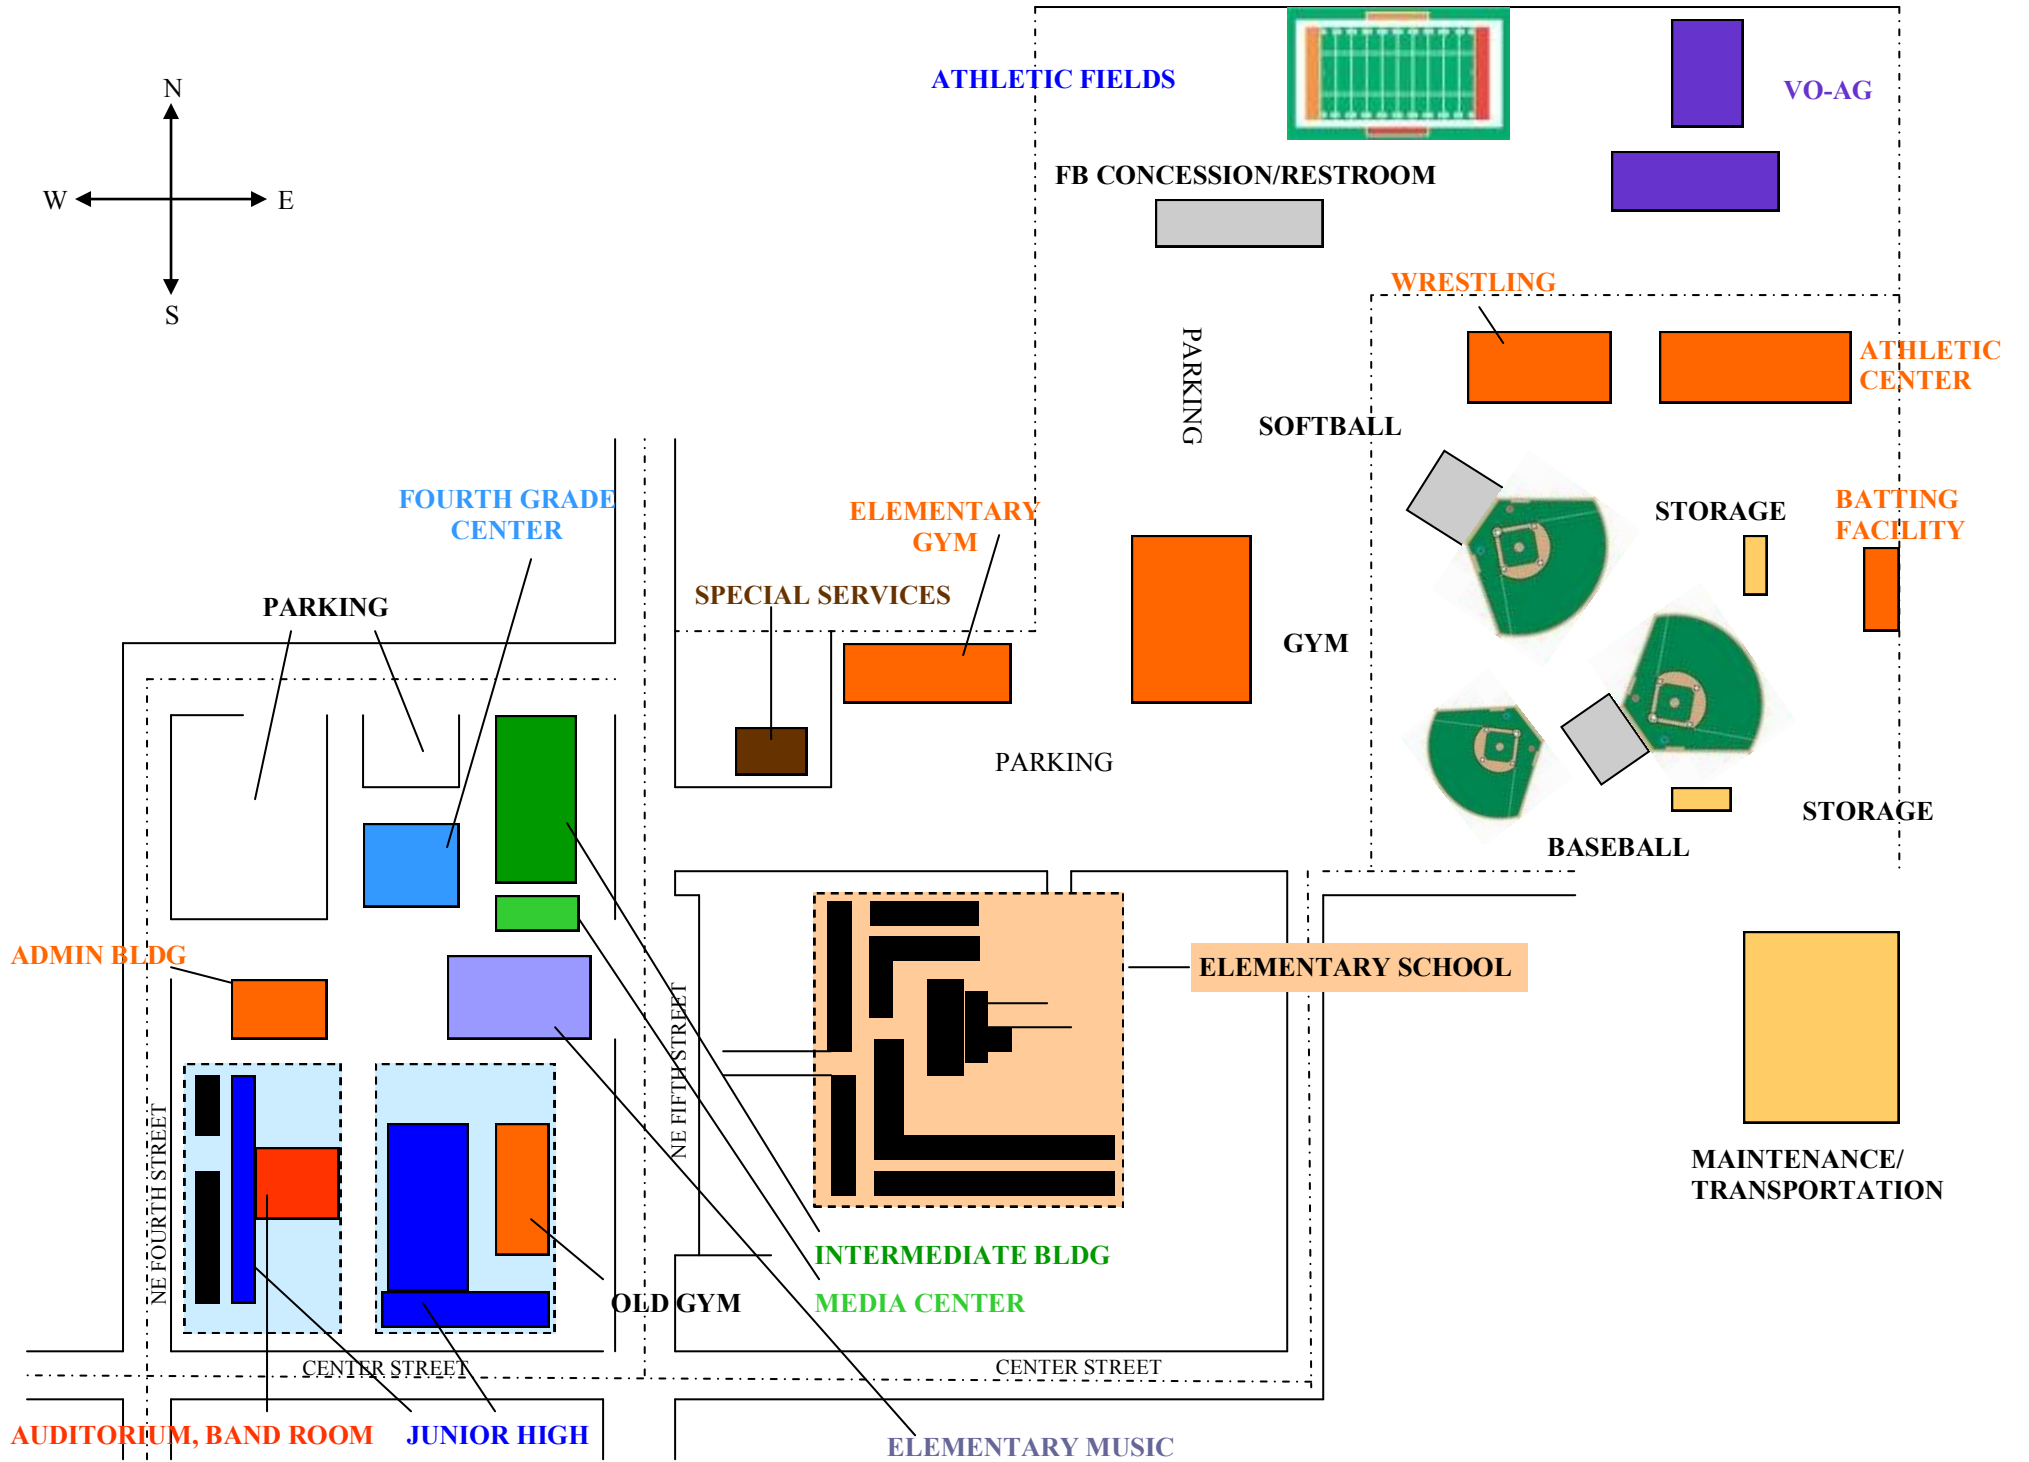 N
ATHLETIC FIELDS
VO-AG
W
E
FB CONCESSION/RESTROOM
S
WRESTLING
PARKING
ATHLETIC
CENTER
SOFTBALL
FOURTH GRADE
CENTER
ELEMENTARY
GYM
STORAGE
BATTING
FACILITY
SPECIAL SERVICES
PARKING
GYM
PARKING
STORAGE
BASEBALL
ADMIN BLDG
ELEMENTARY SCHOOL
NE FIFTH STREET
NE FOURTH STREET
MAINTENANCE/
TRANSPORTATION
INTERMEDIATE BLDG
OLD GYM
MEDIA CENTER
CENTER STREET
CENTER STREET
AUDITORIUM, BAND ROOM
JUNIOR HIGH
ELEMENTARY MUSIC